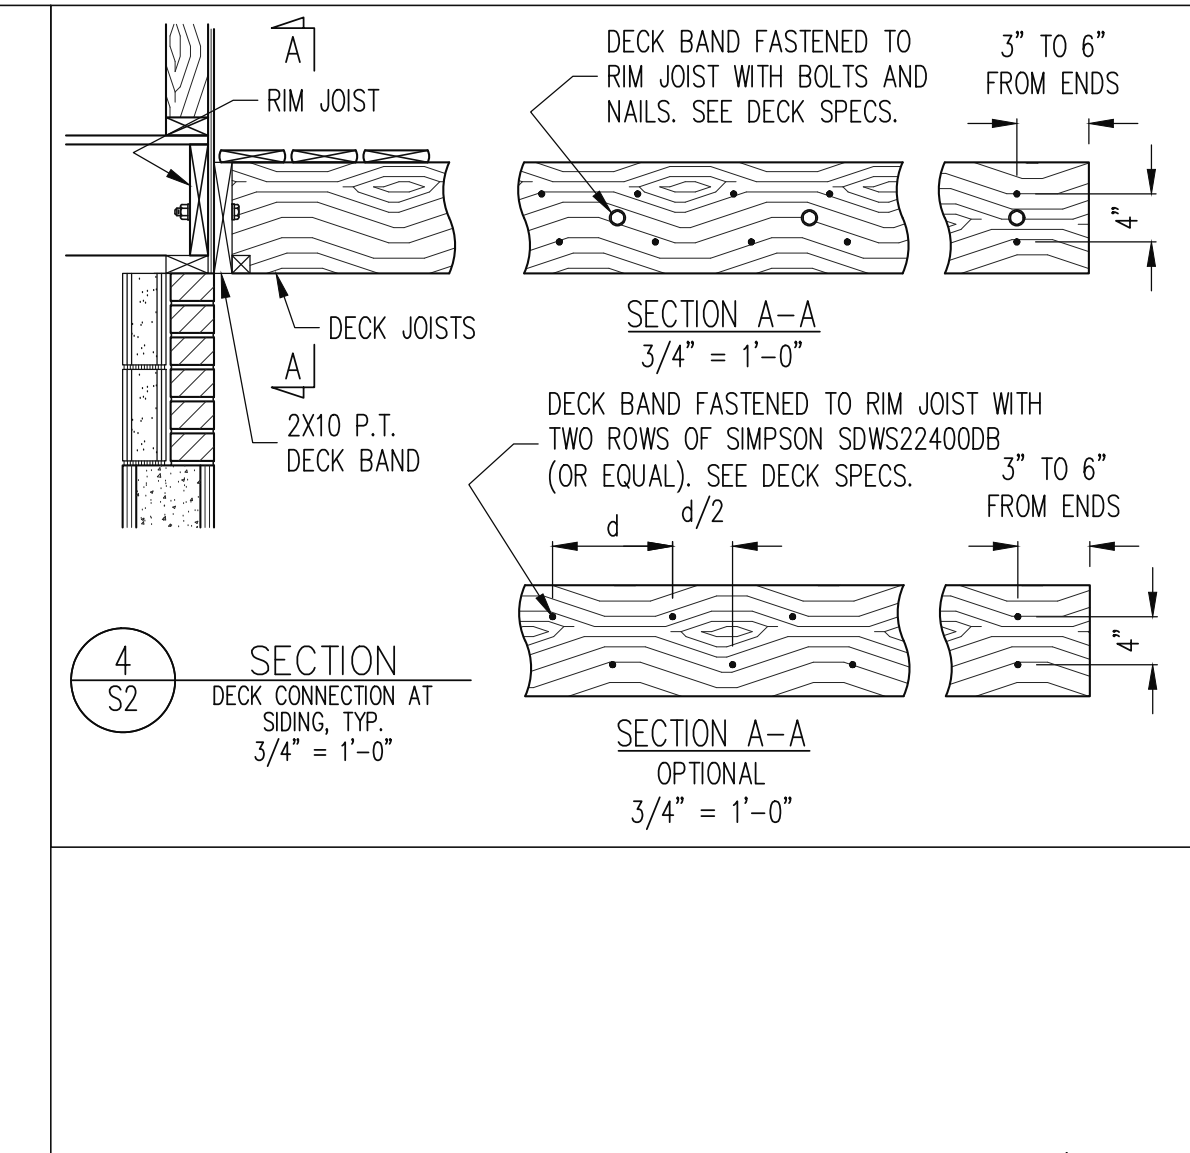 A
RIM JOIST
DECK BAND FASTENED TO
RIM JOIST WITH BOLTS AND
NAILS. SEE DECK SPECS.
3" TO 6"
FROM ENDS
4"
DECK JOISTS
A
2X10 P.T.
DECK BAND
SECTION A-A
3/4" = 1'-0"
DECK BAND FASTENED TO RIM JOIST WITH
TWO ROWS OF SIMPSON SDWS22400DB
(OR EQUAL). SEE DECK SPECS.
3" TO 6"
FROM ENDS
d
d/2
4"
4
S2
SECTION
DECK CONNECTION AT
SIDING, TYP.
3/4" = 1'-0"
SECTION A-A
OPTIONAL
3/4" = 1'-0"